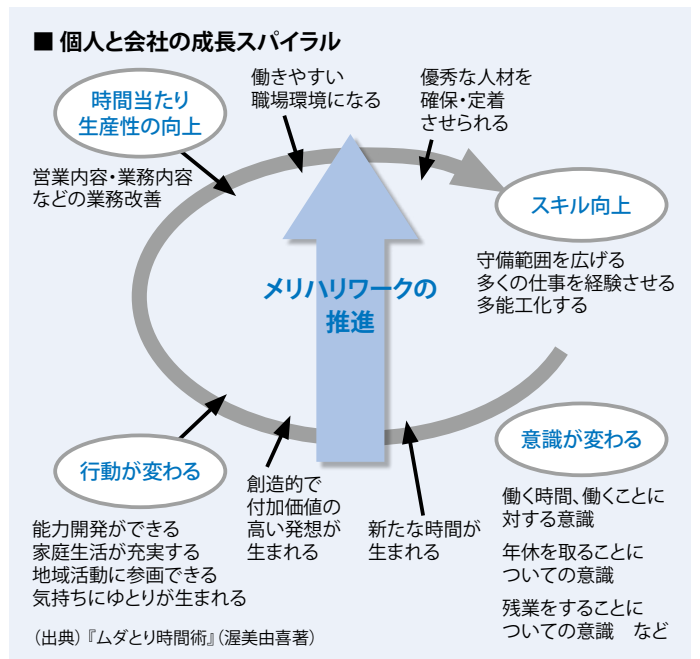 ■ 個人と会社の成長スパイラル
時間当たり
生産性の向上
営業内容・業務内容
などの業務改善
働きやすい
職場環境になる
優秀な人材を
確保・定着
させられる
スキル向上
守備範囲を広げる
多くの仕事を経験させる
多能工化する
メリハリワークの
推進
行動が変わる
能力開発ができる
家庭生活が充実する
地域活動に参画できる
気持ちにゆとりが生まれる
創造的で
付加価値の
高い発想が
生まれる
新たな時間が
生まれる
意識が変わる
働く時間、働くことに
対する意識
年休を取ることに
ついての意識
残業をすることに
ついての意識　など
（出典）『ムダとり時間術』（渥美由喜著）